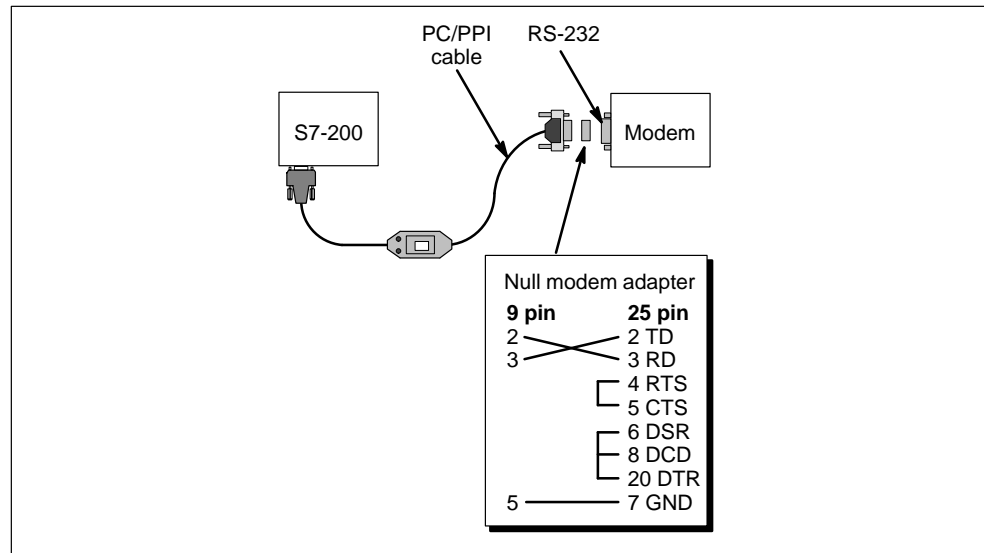 PC/PPI
cable
RS-232
S7-200
Modem
Null modem adapter
9 pin 25 pin
2 2 TD
3 3 RD
4 RTS
5 CTS
6 DSR
8 DCD
20 DTR
5 7 GND